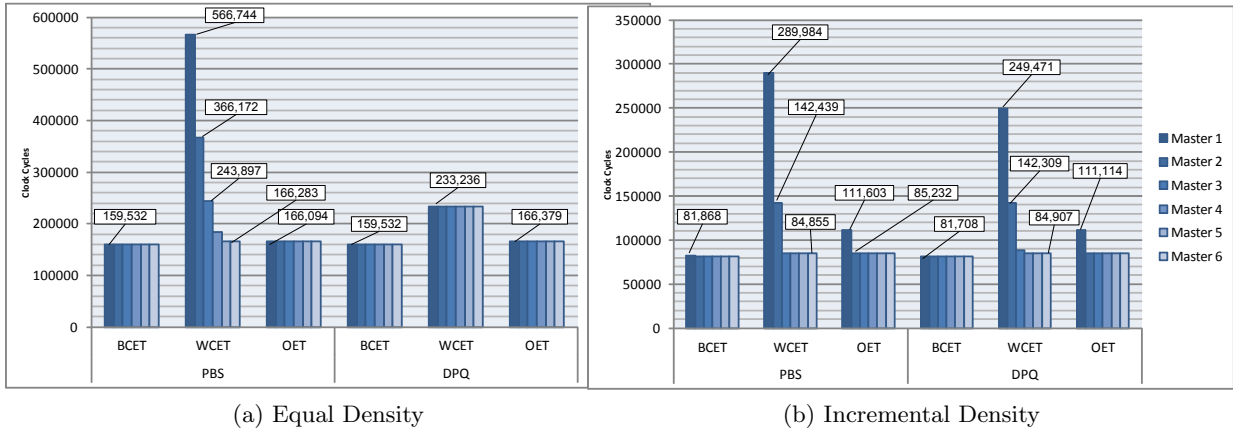 600000
500000
400000
300000
200000
100000
0
Clock Cycles
566,744
366,172
243,897
166,283
166,094
159,532
233,236
159,532
166,379
BCET WCET OET BCET WCET OET
PBS DPQ
(a) Equal Density
350000
300000
250000
200000
150000
100000
50000
0
Clock Cycles
289,984
249,471
142,439
111,603
85,232
142,309
111,114
81,868
84,855
81,708
84,907
BCET WCET OET BCET WCET OET
PBS DPQ
Master 1
Master 2
Master 3
Master 4
Master 5
Master 6
(b) Incremental Density